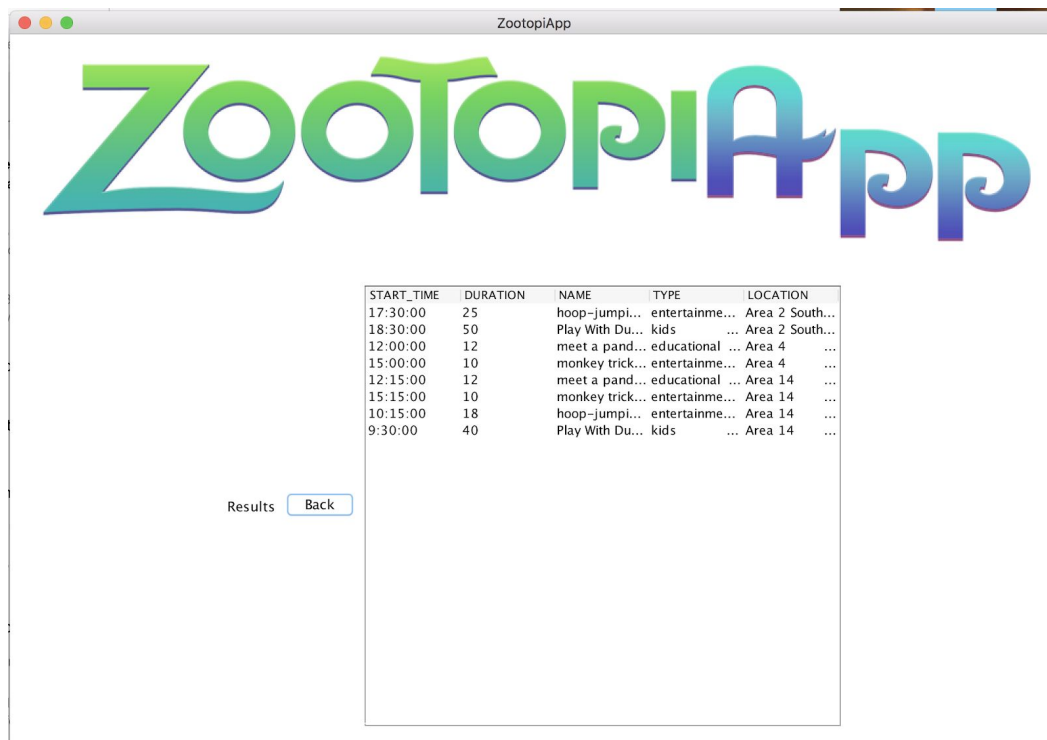 ZootopiApp
ZOOTOPIAPP
START_TIME DURATION NAME TYPE LOCATION
17:30:00 25 hoop-jumpi... entertainme... Area 2 South...
18:30:00 50 Play With Du... kids ... Area 2 South...
12:00:00 12 meet a pand... educational ... Area 4 ...
15:00:00 10 monkey trick... entertainme... Area 4 ...
12:15:00 12 meet a pand... educational ... Area 14 ...
15:15:00 10 monkey trick... entertainme... Area 14 ...
10:15:00 18 hoop-jumpi... entertainme... Area 14 ...
9:30:00 40 Play With Du... kids ... Area 14 ...
Results Back